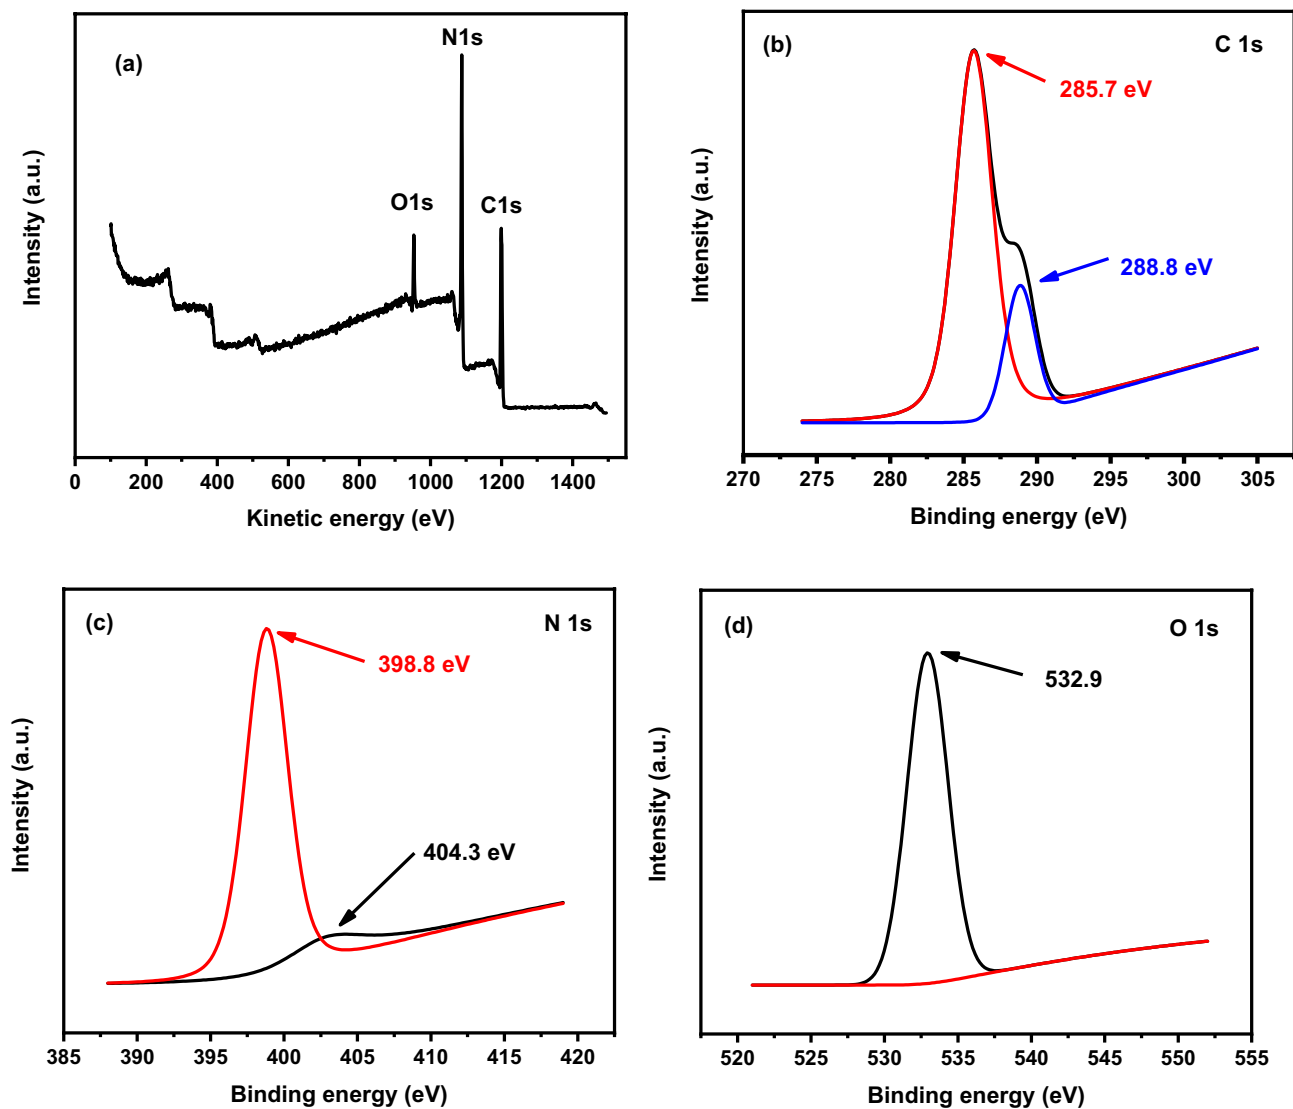 (a)
N1s
O1s
C1s
Intensity (a.u.)
0 200 400 600 800 1000 1200 1400
Kinetic energy (eV)
(b)
C 1s
285.7 eV
288.8 eV
Intensity (a.u.)
270 275 280 285 290 295 300 305
Binding energy (eV)
(c)
N 1s
398.8 eV
404.3 eV
Intensity (a.u.)
385 390 395 400 405 410 415 420
Binding energy (eV)
(d)
O 1s
532.9
Intensity (a.u.)
520 525 530 535 540 545 550 555
Binding energy (eV)